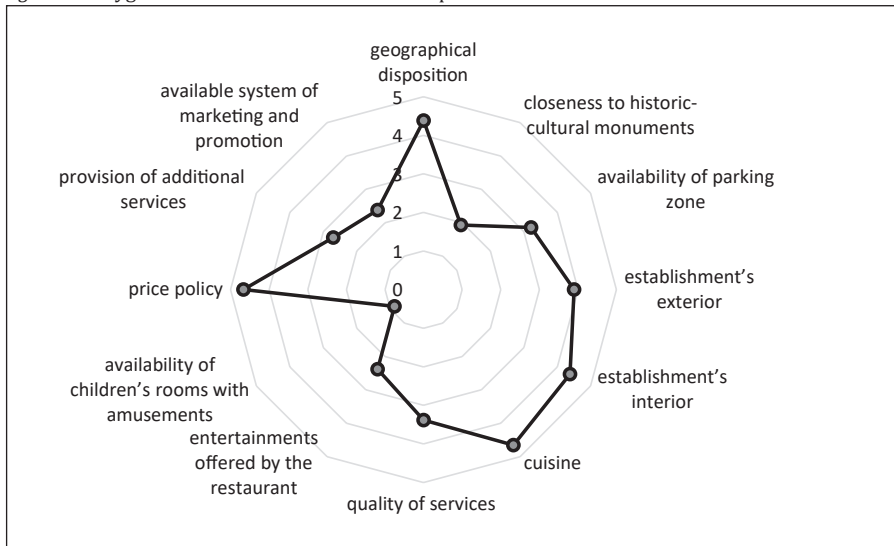 geographical
disposition
closeness to historic-
cultural monuments
availability of parking
zone
establishment's
exterior
establishment's
interior
cuisine
quality of services
entertainments
offered by the
restaurant
availability of
children's rooms with
amusements
price policy
provision of additional
services
available system of
marketing and
promotion
5
4
3
2
1
0